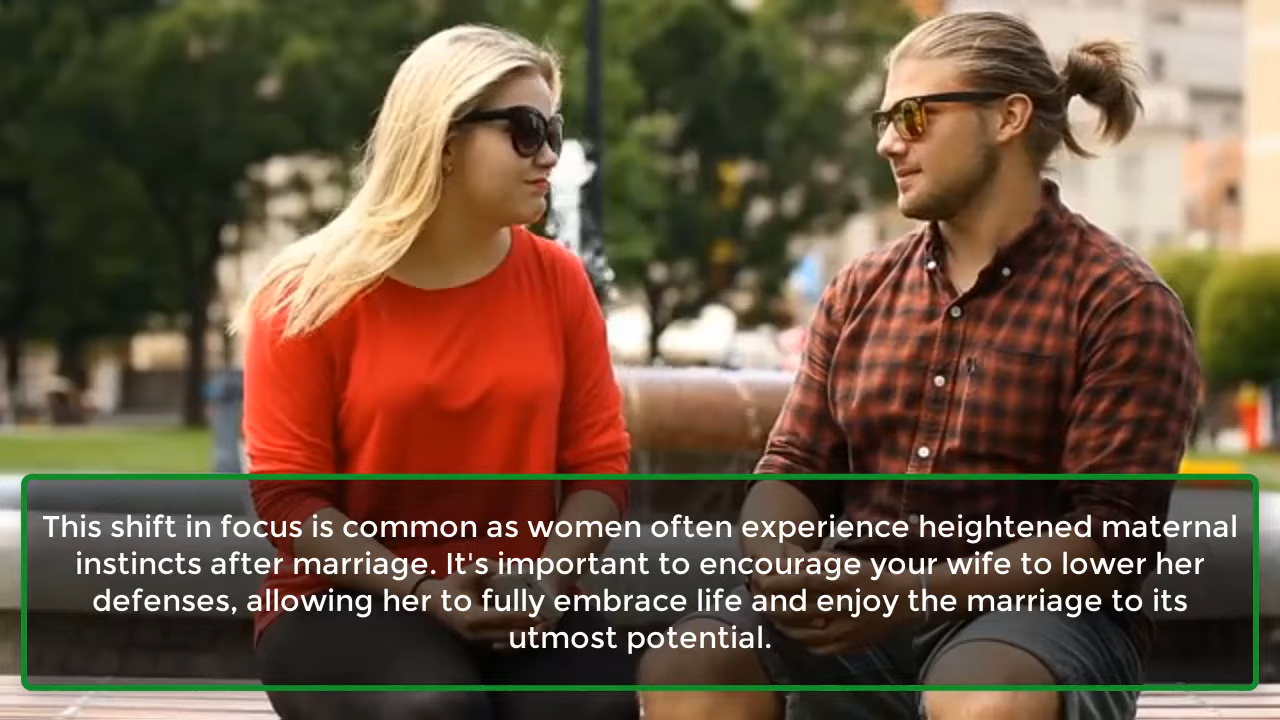 This shift in focus is common as women often experience heightened maternal
instincts after marriage. It's important to encourage your wife to lower her
defenses, allowing her to fully embrace life and enjoy the marriage to its
utmost potential.